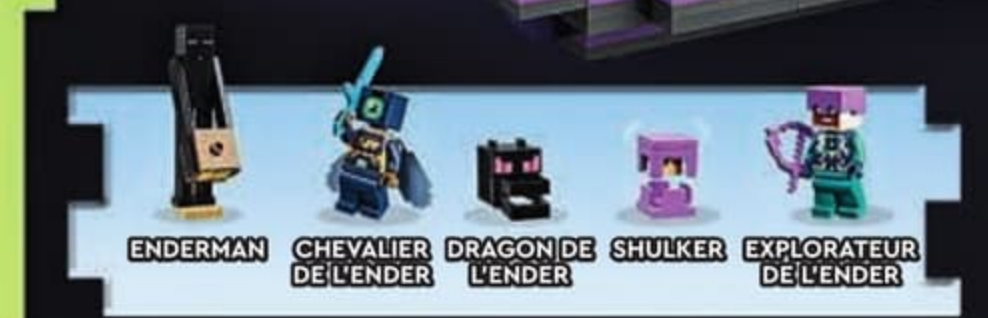 ENDERMAN
CHEVALIER
DE L'ENDER
DRAGON DE
L'ENDER
SHULKER
EXPLORATEUR
DE L'ENDER